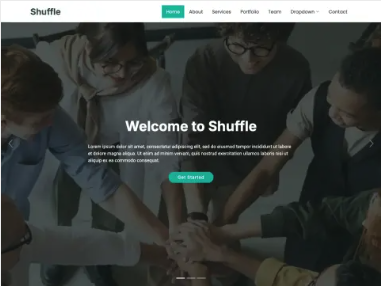 Shuffle
Home About Services Portfolio Team Dropdown Contact
Welcome to Shuffle
Lorem ipsum dolor sit amet, consectetur adipiscing elit, sed do eiusmod tempor incididunt ut labore
et dolore magna aliqua. Ut enim ad minim veniam, quis nostrud exercitation ullamco laboris nisi ut
aliquip ex ea commodo consequat.
Get Started